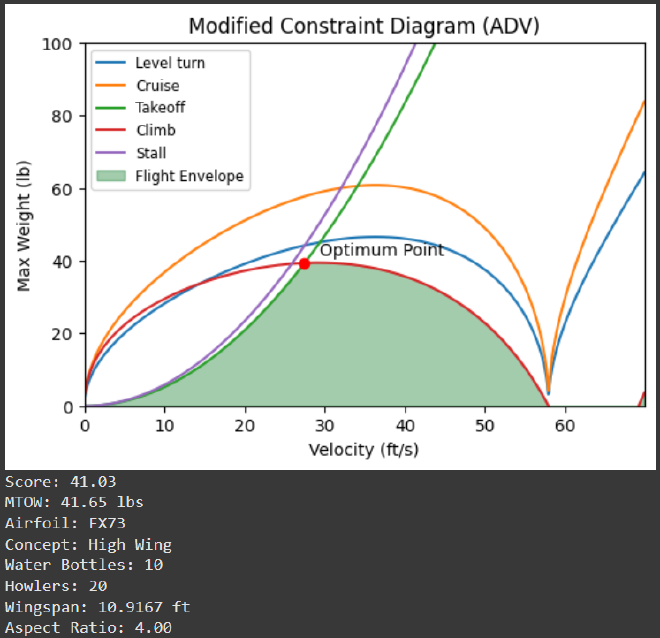 Modified Constraint Diagram (ADV)
100
80
60
40
20
0
Max Weight (lb)
Level turn
Cruise
Takeoff
Climb
Stall
Flight Envelope
Optimum Point
0 10 20 30 40 50 60
Velocity (ft/s)
Score: 41.03
MTOW: 41.65 lbs
Airfoil: FX73
Concept: High Wing
Water Bottles: 10
Howlers: 20
Wingspan: 10.9167 ft
Aspect Ratio: 4.00